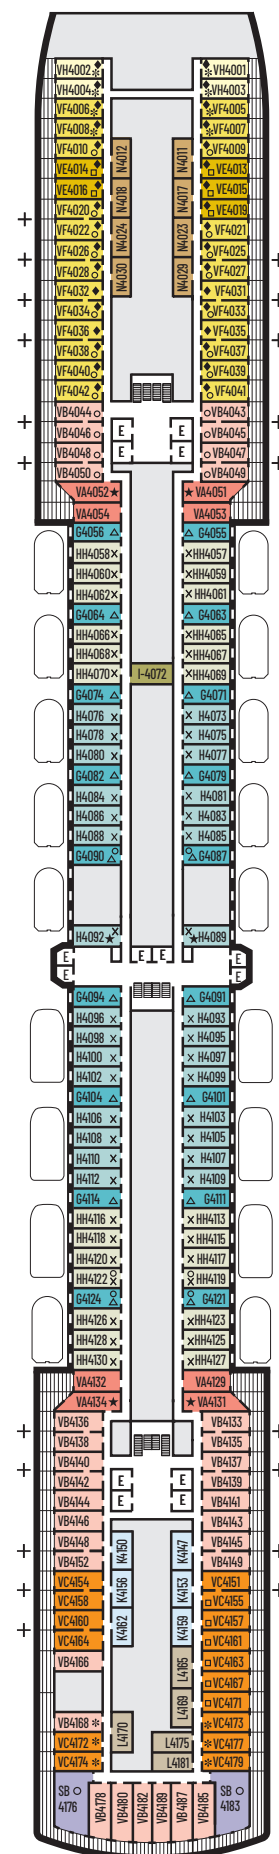 VH4002 VH4001
VH4004 VH4003
VF4006 VF4005
VF4008 VF4007
VF4010 N4012 N4011 VF4009
VE4014 VE4013
VE4016 N4018 N4017 VE4015
VF4020 VE4019
VF4022 N4024 N4023 VF4021
VF4026 VF4025
VF4028 N4030 N4029 VF4027
VF4032 VF4031
VF4034 VF4033
VF4036 VF4035
VF4038 VF4037
VF4040 VF4039
VF4042 VF4041
VB4044 VB4043
VB4046 E E VB4045
VB4048 E E VB4047
VB4050 VB4049
VA4052 VA4051
VA4054 VA4053
G4056 G4055
HH4058 HH4057
HH4060 HH4059
HH4062 HH4061
G4064 G4063
HH4066 HH4065
HH4068 HH4067
HH4070 I-4072 HH4069
G4074 G4071
H4076 H4073
H4078 H4075
H4080 H4077
G4082 G4079
H4084 H4081
H4086 H4083
H4088 H4085
G4090 G4087
H4092 H4089
E E E E
E E
G4094 G4091
H4096 H4093
H4098 H4095
H4100 H4097
H4102 H4099
G4104 G4101
H4106 H4103
H4108 H4105
H4110 H4107
H4112 H4109
G4114 G4111
HH4116 HH4113
HH4118 HH4115
HH4120 HH4117
HH4122 HH4119
G4124 G4121
HH4126 HH4123
HH4128 HH4125
HH4130 HH4127
VA4132 VA4129
VA4134 VA4131
VB4136 VB4133
VB4138 VB4135
VB4140 VB4137
VB4142 E E VB4139
VB4144 E E VB4141
VB4146 VB4143
VB4148 K4150 K4147 VB4145
VB4152 VB4149
VC4154 K4156 K4153 VC4151
VC4158 VC4155
VC4160 K4162 K4159 VC4157
VC4164 VC4161
VB4166 L4165 VC4163
VC4167
L4169 VC4171
VB4168 L4170 VC4173
VC4172 L4175 VC4177
VC4174 L4181 VC4179
SB 4176 VB4178 VB4180 VB4182 VB4189 VB4187 VB4185 SB 4183